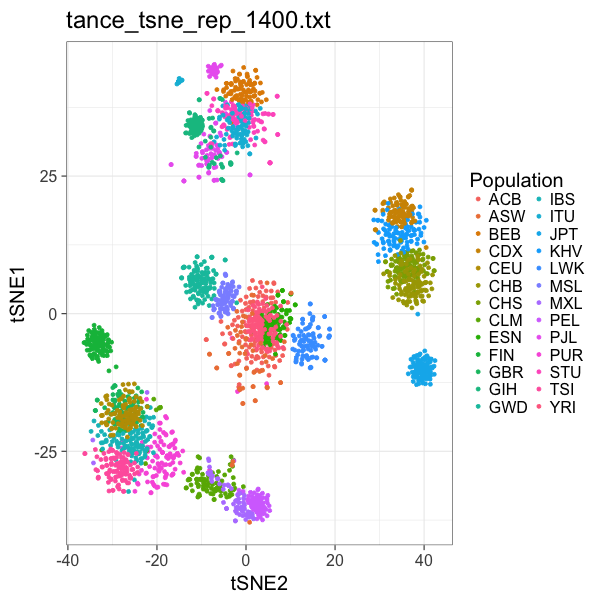 tance_tsne_rep_1400.txt
25
0
-25
-40
-20
0
20
40
tSNE1
tSNE2
Population
ACB IBS
ASW ITU
BEB JPT
CDX KHV
CEU LWK
CHB MSL
CHS MXL
CLM PEL
ESN PJL
FIN PUR
GBR STU
GIH TSI
GWD YRI